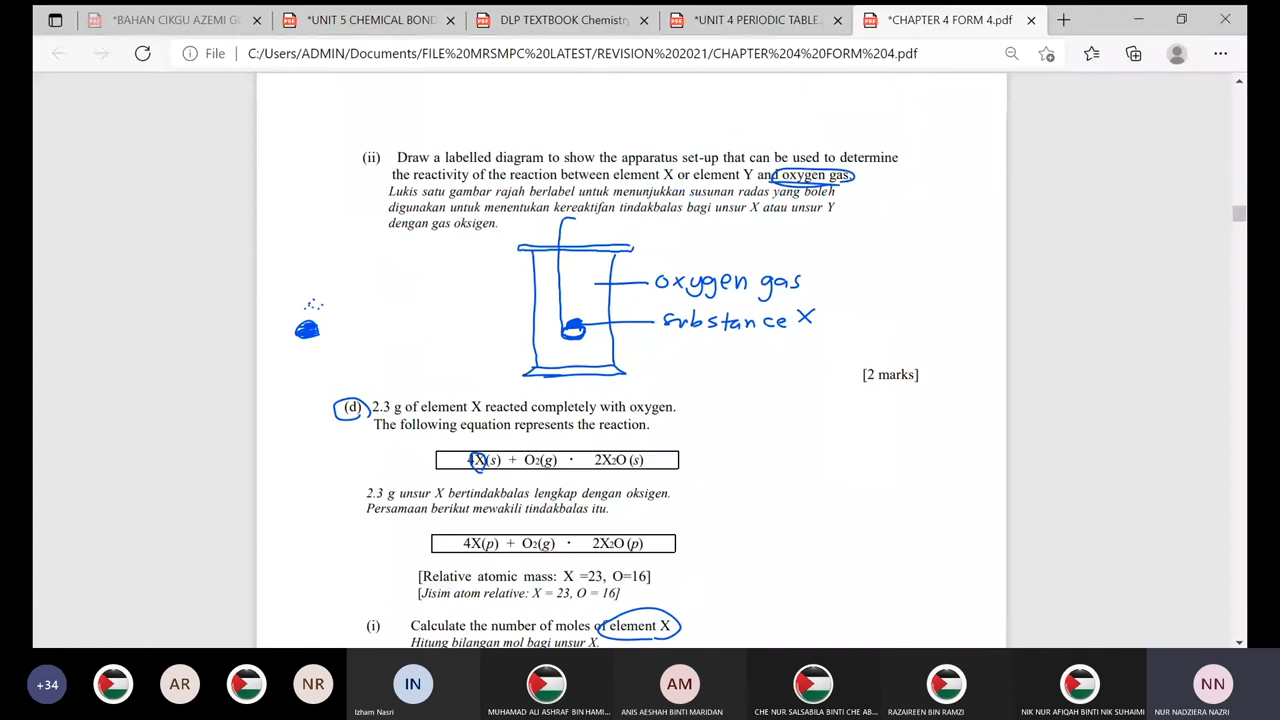 *BAHAN CIKGU AZEMI G
*UNIT 5 CHEMICAL BOND
DLP TEXTBOOK Chemistry
*UNIT 4 PERIODIC TABLE.
*CHAPTER 4 FORM 4.pdf
File
C:/Users/ADMIN/Documents/FILE%20MRSMPC%20LATEST/REVISION%202021/CHAPTER%204%20FORM%204.pdf
(ii) Draw a labelled diagram to show the apparatus set-up that can be used to determine
the reactivity of the reaction between element X or element Y and oxygen gas.
Lukis satu gambar rajah berlabel untuk menunjukkan susunan radas yang boleh
digunakan untuk menentukan kereaktifan tindakbalas bagi unsur X atau unsur Y
dengan gas oksigen.
oxygen gas
substance X
[2 marks]
(d) 2.3 g of element X reacted completely with oxygen.
The following equation represents the reaction.
4X(s) + O2(g) · 2X2O (s)
2.3 g unsur X bertindakbalas lengkap dengan oksigen.
Persamaan berikut mewakili tindakbalas itu.
4X(p) + O2(g) · 2X2O (p)
[Relative atomic mass: X =23, O=16]
[Jisim atom relative: X = 23, O = 16]
(i) Calculate the number of moles of element X
Hitung bilangan mol bagi unsur X.
+34
AR
NR
IN
AM
NN
Izham Nasri
MUHAMAD ALI ASHRAF BIN HAMI...
ANIS AESHAH BINTI MARIDAN
CHE NUR SALSABILA BINTI CHE AB...
RAZAIREEN BIN RAMZI
NIK NUR AFIQAH BINTI NIK SUHAIMI
NUR NADZIERA NAZRI